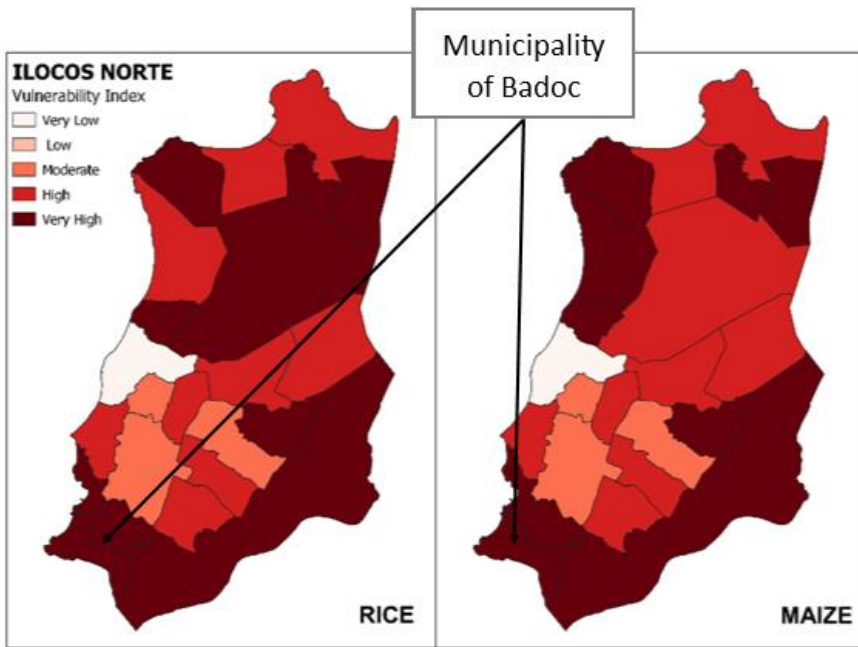 Municipality
of Badoc
ILOCOS NORTE
Vulnerability Index
Very Low
Low
Moderate
High
Very High
RICE
MAIZE